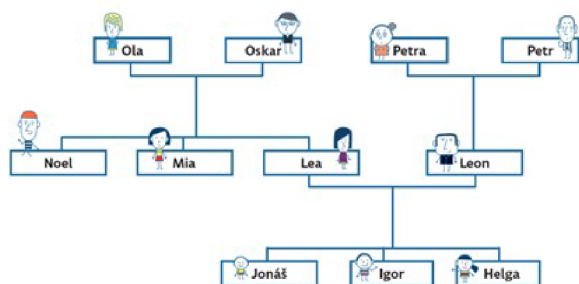 Ola
Oskar
Petra
Petr
Noel
Mia
Lea
Leon
Jonáš
Igor
Helga